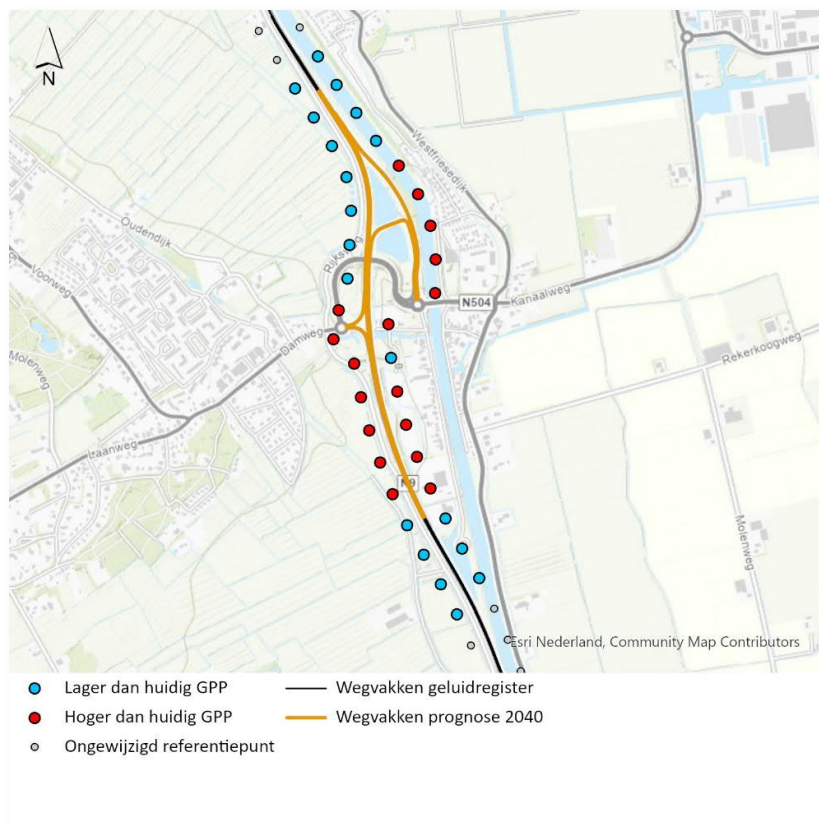 N
Westfriesedijk
Oudendijk
Voorweg
Rijksweg
N504
Kanaalweg
Damweg
Molenweg
Rekerkoogweg
Laanweg
N9
Molenweg
Esri Nederland, Community Map Contributors
Lager dan huidig GPP
Wegvakken geluidregister
Hoger dan huidig GPP
Wegvakken prognose 2040
Ongewijzigd referentiepunt